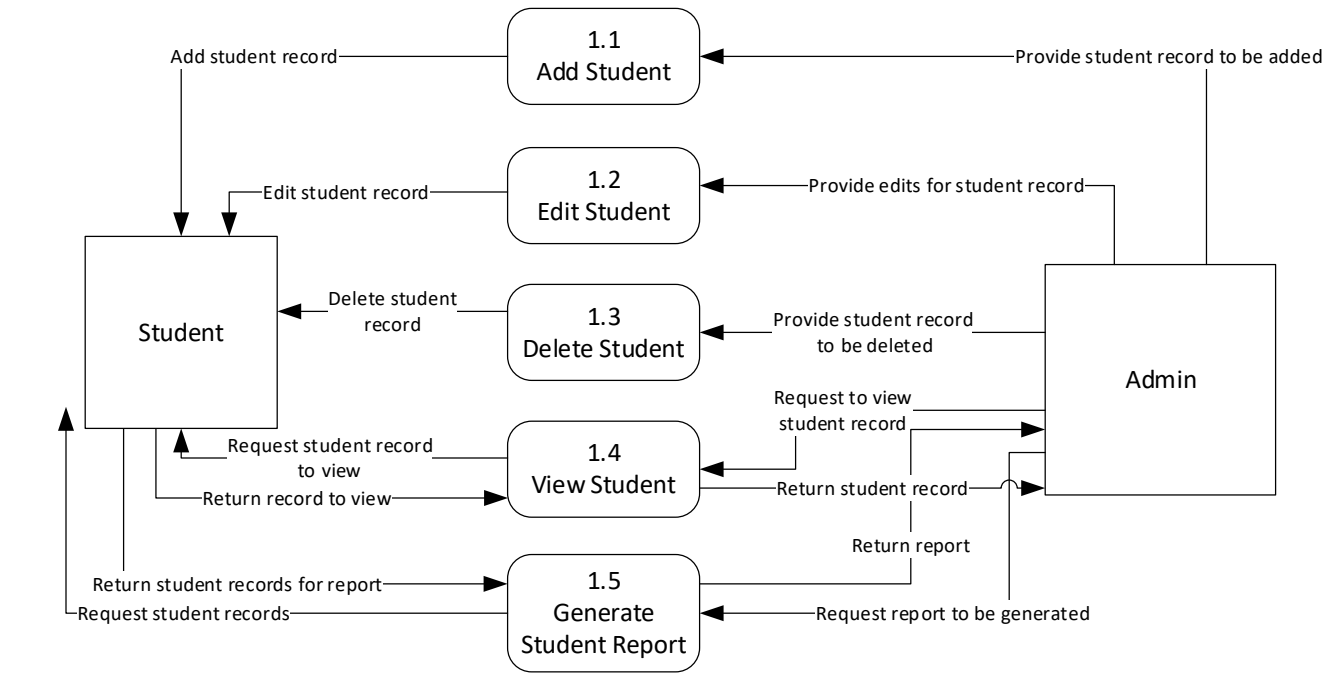 1.1
Add Student
Add student record
Provide student record to be added
1.2
Edit Student
Edit student record
Provide edits for student record
Student
Delete student
record
1.3
Delete Student
Provide student record
to be deleted
Admin
Request to view
student record
Request student record
to view
1.4
View Student
Return record to view
Return student record
Return report
Return student records for report
1.5
Generate
Student Report
Request student records
Request report to be generated